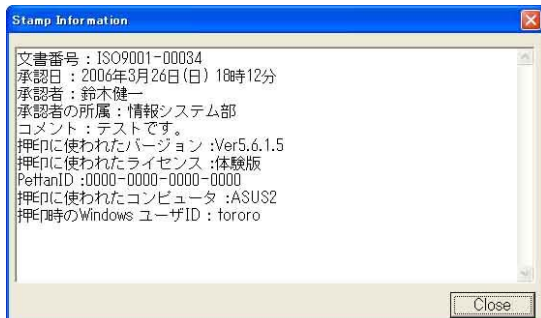 Stamp Information
文書番号：ISO9001-00034
承認日：2006年3月26日(日) 18時12分
承認者：鈴木健一
承認者の所属：情報システム部
コメント：テストです。
押印に使われたバージョン :Ver5.6.1.5
押印に使われたライセンス :体験版
PettanID :0000-0000-0000-0000
押印に使われたコンピュータ :ASUS2
押印時のWindows ユーザID：tororo
Close